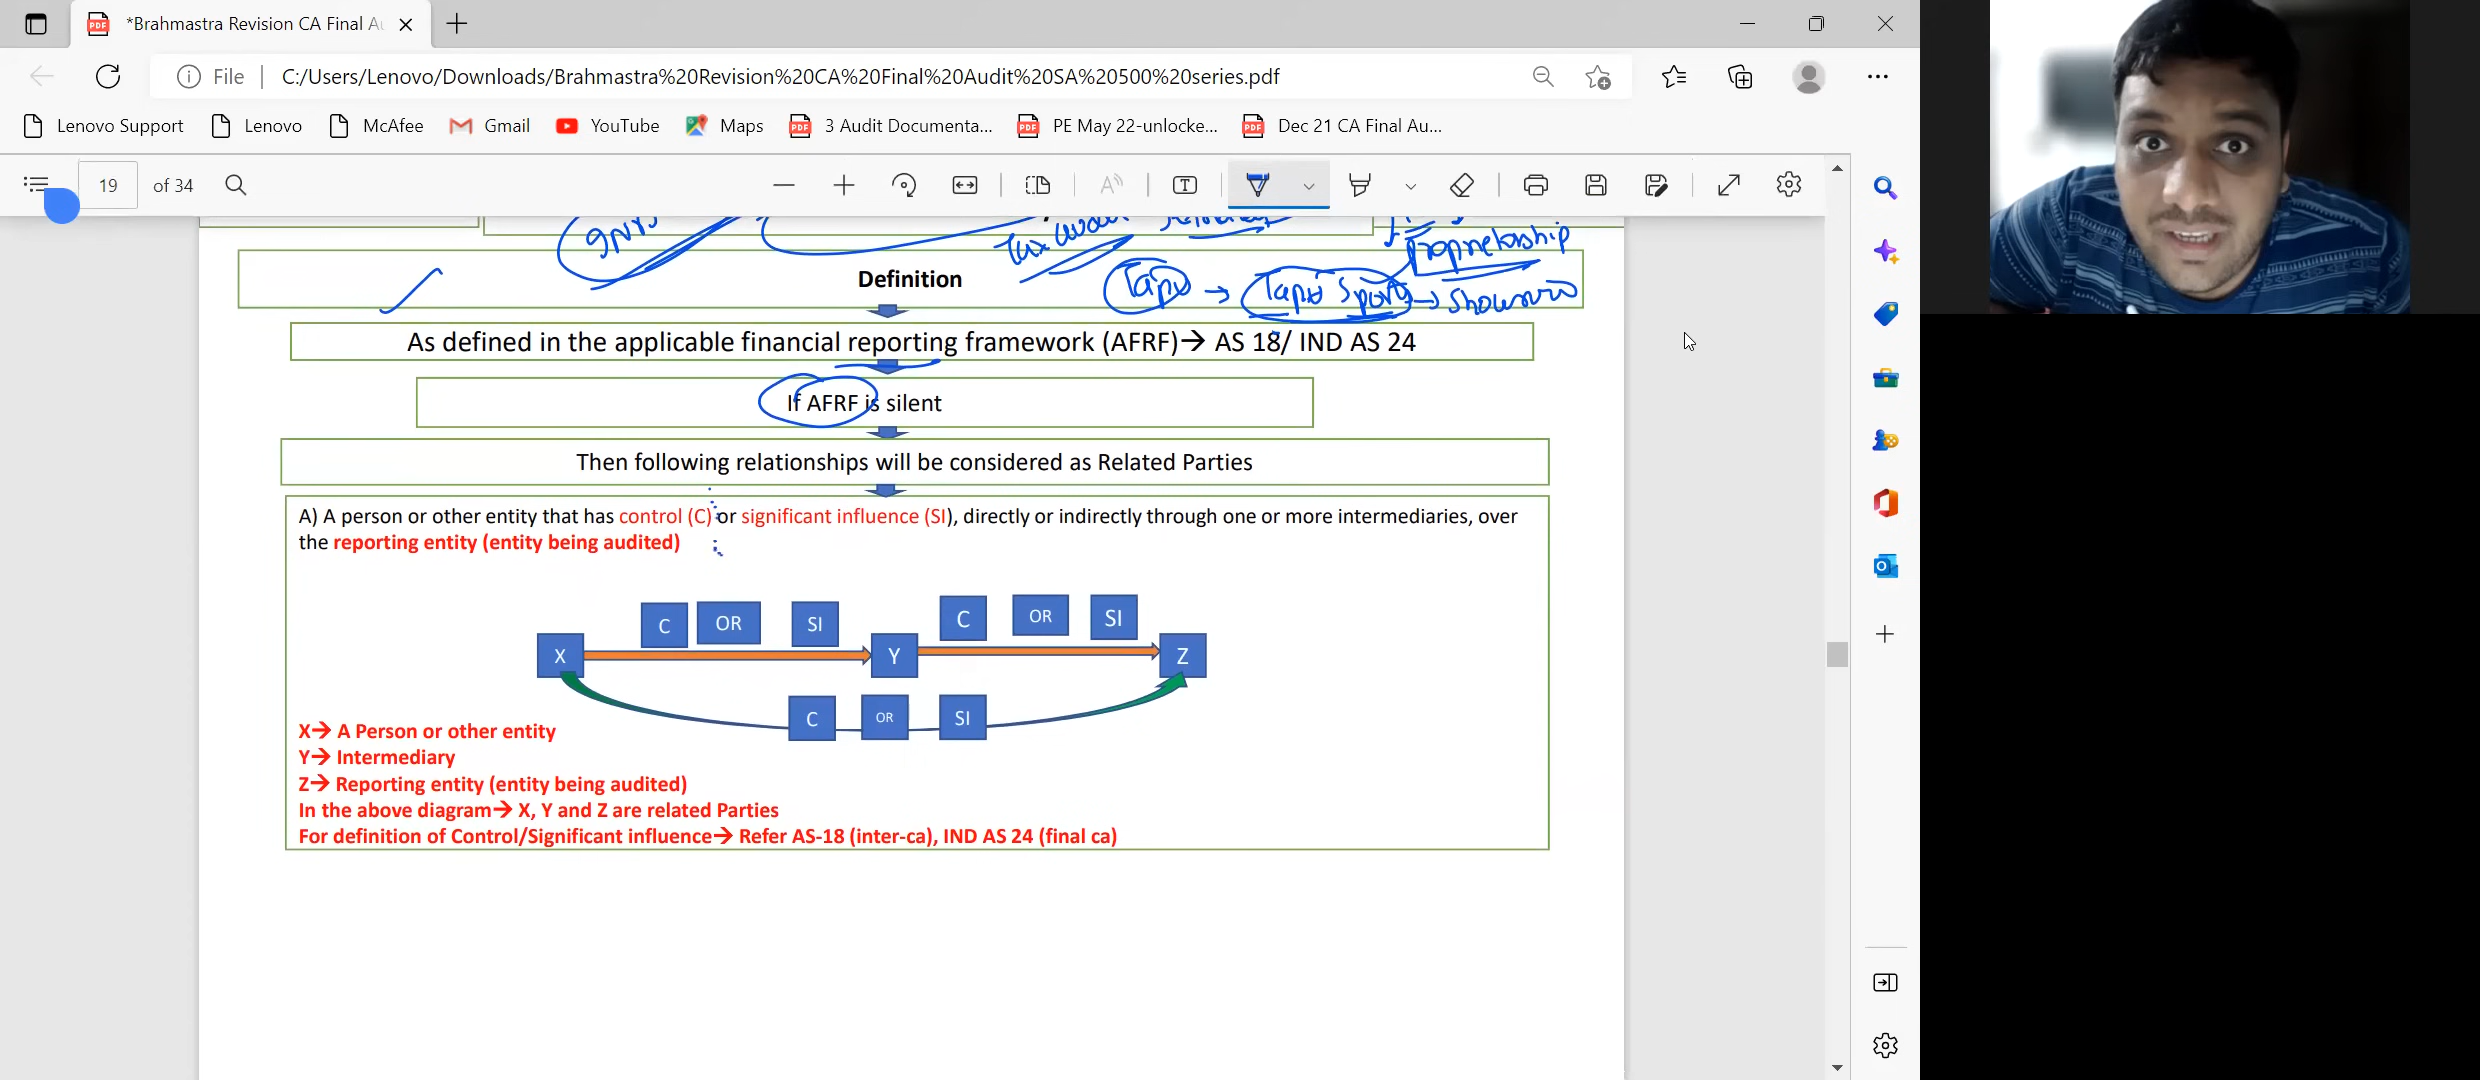 *Brahmastra Revision CA Final Au
File
C:/Users/Lenovo/Downloads/Brahmastra%20Revision%20CA%20Final%20Audit%20SA%20500%20series.pdf
Lenovo Support
Lenovo
McAfee
Gmail
YouTube
Maps
3 Audit Documenta...
PE May 22-unlocke...
Dec 21 CA Final Au...
19 of 34
Proprietorship
Definition
Tapu → Tapu Sports → Showroom
As defined in the applicable financial reporting framework (AFRF)→ AS 18/ IND AS 24
If AFRF is silent
Then following relationships will be considered as Related Parties
A) A person or other entity that has control (C) or significant influence (SI), directly or indirectly through one or more intermediaries, over
the reporting entity (entity being audited)
C OR SI C OR SI
X Y Z
C OR SI
X→ A Person or other entity
Y→ Intermediary
Z→ Reporting entity (entity being audited)
In the above diagram→ X, Y and Z are related Parties
For definition of Control/Significant influence→ Refer AS-18 (inter-ca), IND AS 24 (final ca)